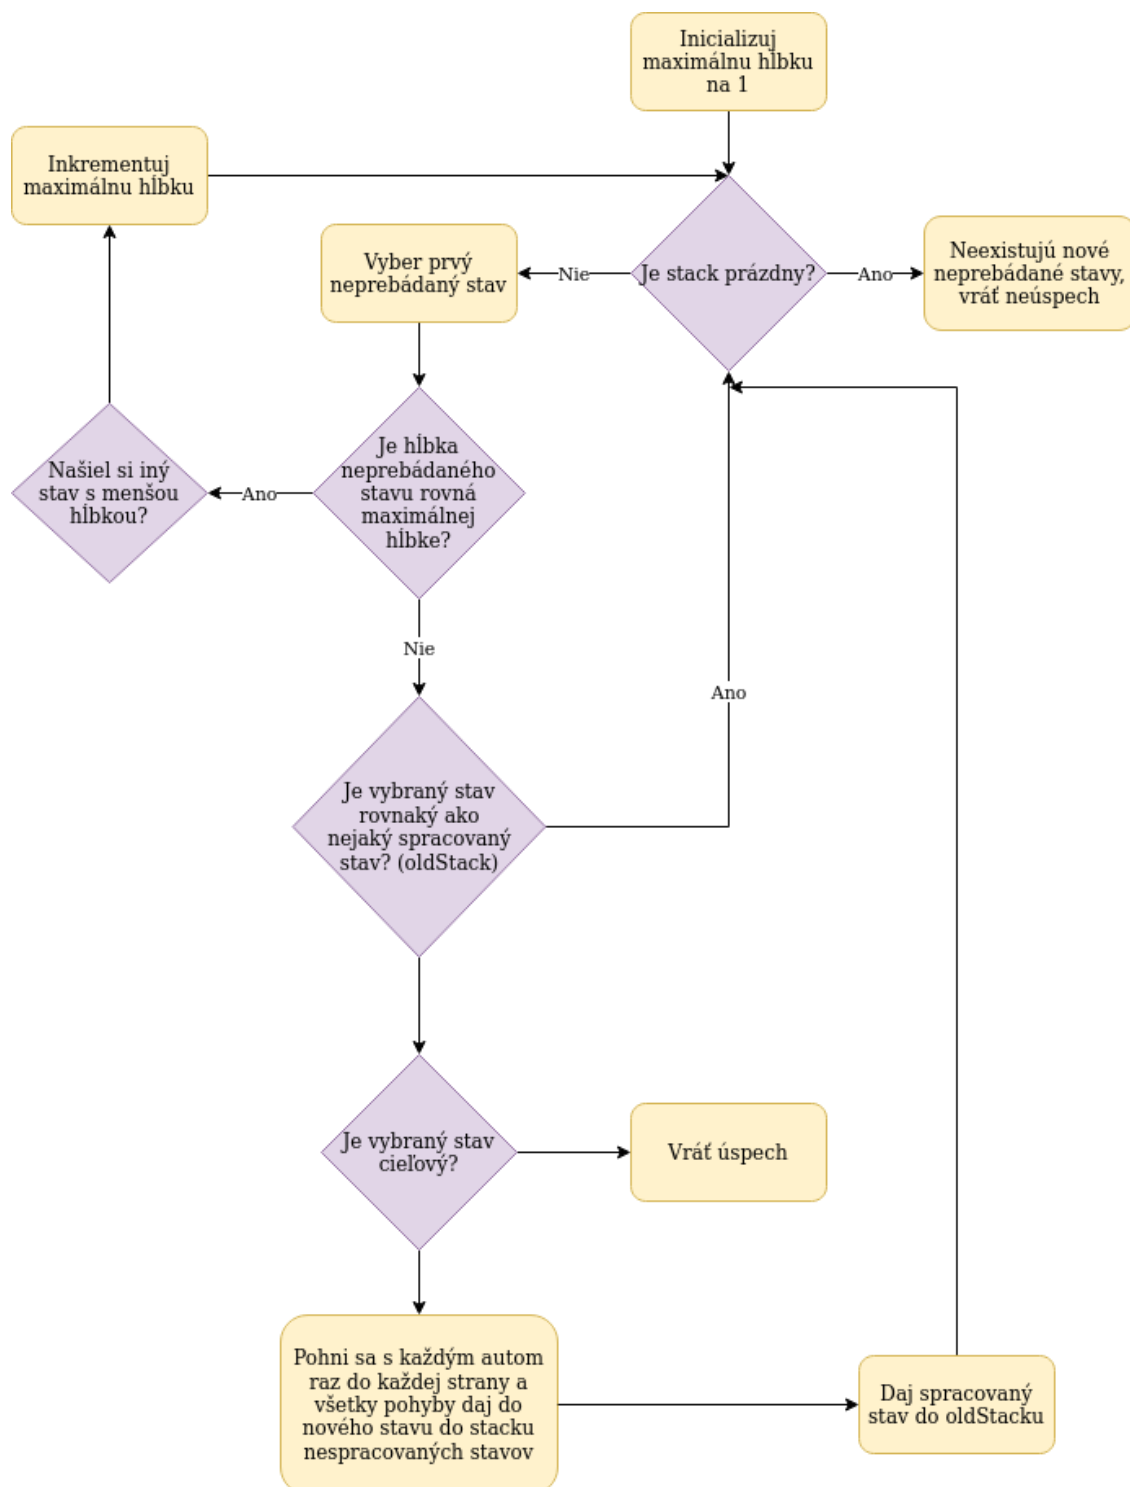 Inicializuj
maximálnu hĺbku
na 1
Inkrementuj
maximálnu hĺbku
Vyber prvý
neprebádaný stav
Nie
Je stack prázdny?
Ano
Neexistujú nové
neprebádané stavy,
vráť neúspech
Našiel si iný
stav s menšou
hĺbkou?
Ano
Je hĺbka
neprebádaného
stavu rovná
maximálnej
hĺbke?
Nie
Ano
Je vybraný stav
rovnaký ako
nejaký spracovaný
stav? (oldStack)
Je vybraný stav
cieľový?
Vráť úspech
Pohni sa s každým autom
raz do každej strany a
všetky pohyby daj do
nového stavu do stacku
nespracovaných stavov
Daj spracovaný
stav do oldStacku